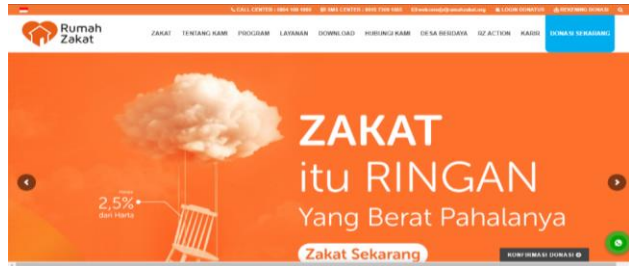 CALL CENTER : 0804 100 1000 SMS CENTER : 0815 7300 1000 LOGIN DONATUR REKENING DONASI
Rumah
Zakat
ZAKAT TENTANG KAMI PROGRAM LAYANAN DOWNLOAD HUBUNGI KAMI DESA BERDAYA RZ ACTION KARIR DONASI SEKARANG
ZAKAT
itu RINGAN
Yang Berat Pahalanya
2,5%
dari Harta
Zakat Sekarang
KONFIRMASI DONASI